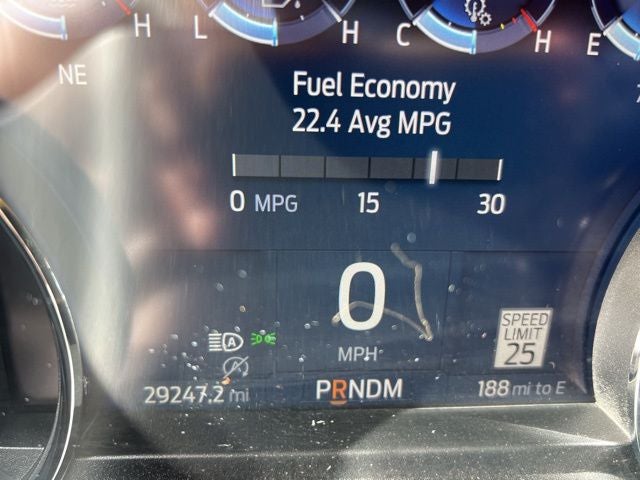 H L H C H E
NE
Fuel Economy
22.4 Avg MPG
0 MPG 15 30
0
MPH
SPEED
LIMIT
25
A
A
29247.2 mi PRNDM 188 mi to E